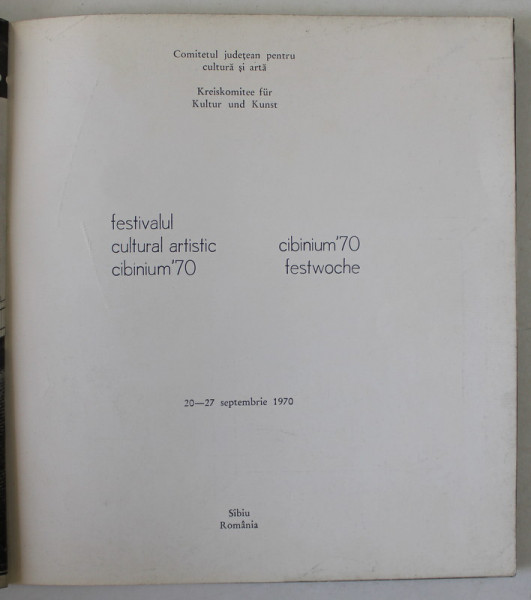 Comitetul județean pentru
cultură și artă
Kreiskomitee für
Kultur und Kunst
festivalul
cultural artistic
cibinium'70
cibinium'70
festwoche
20—27 septembrie 1970
Sibiu
România